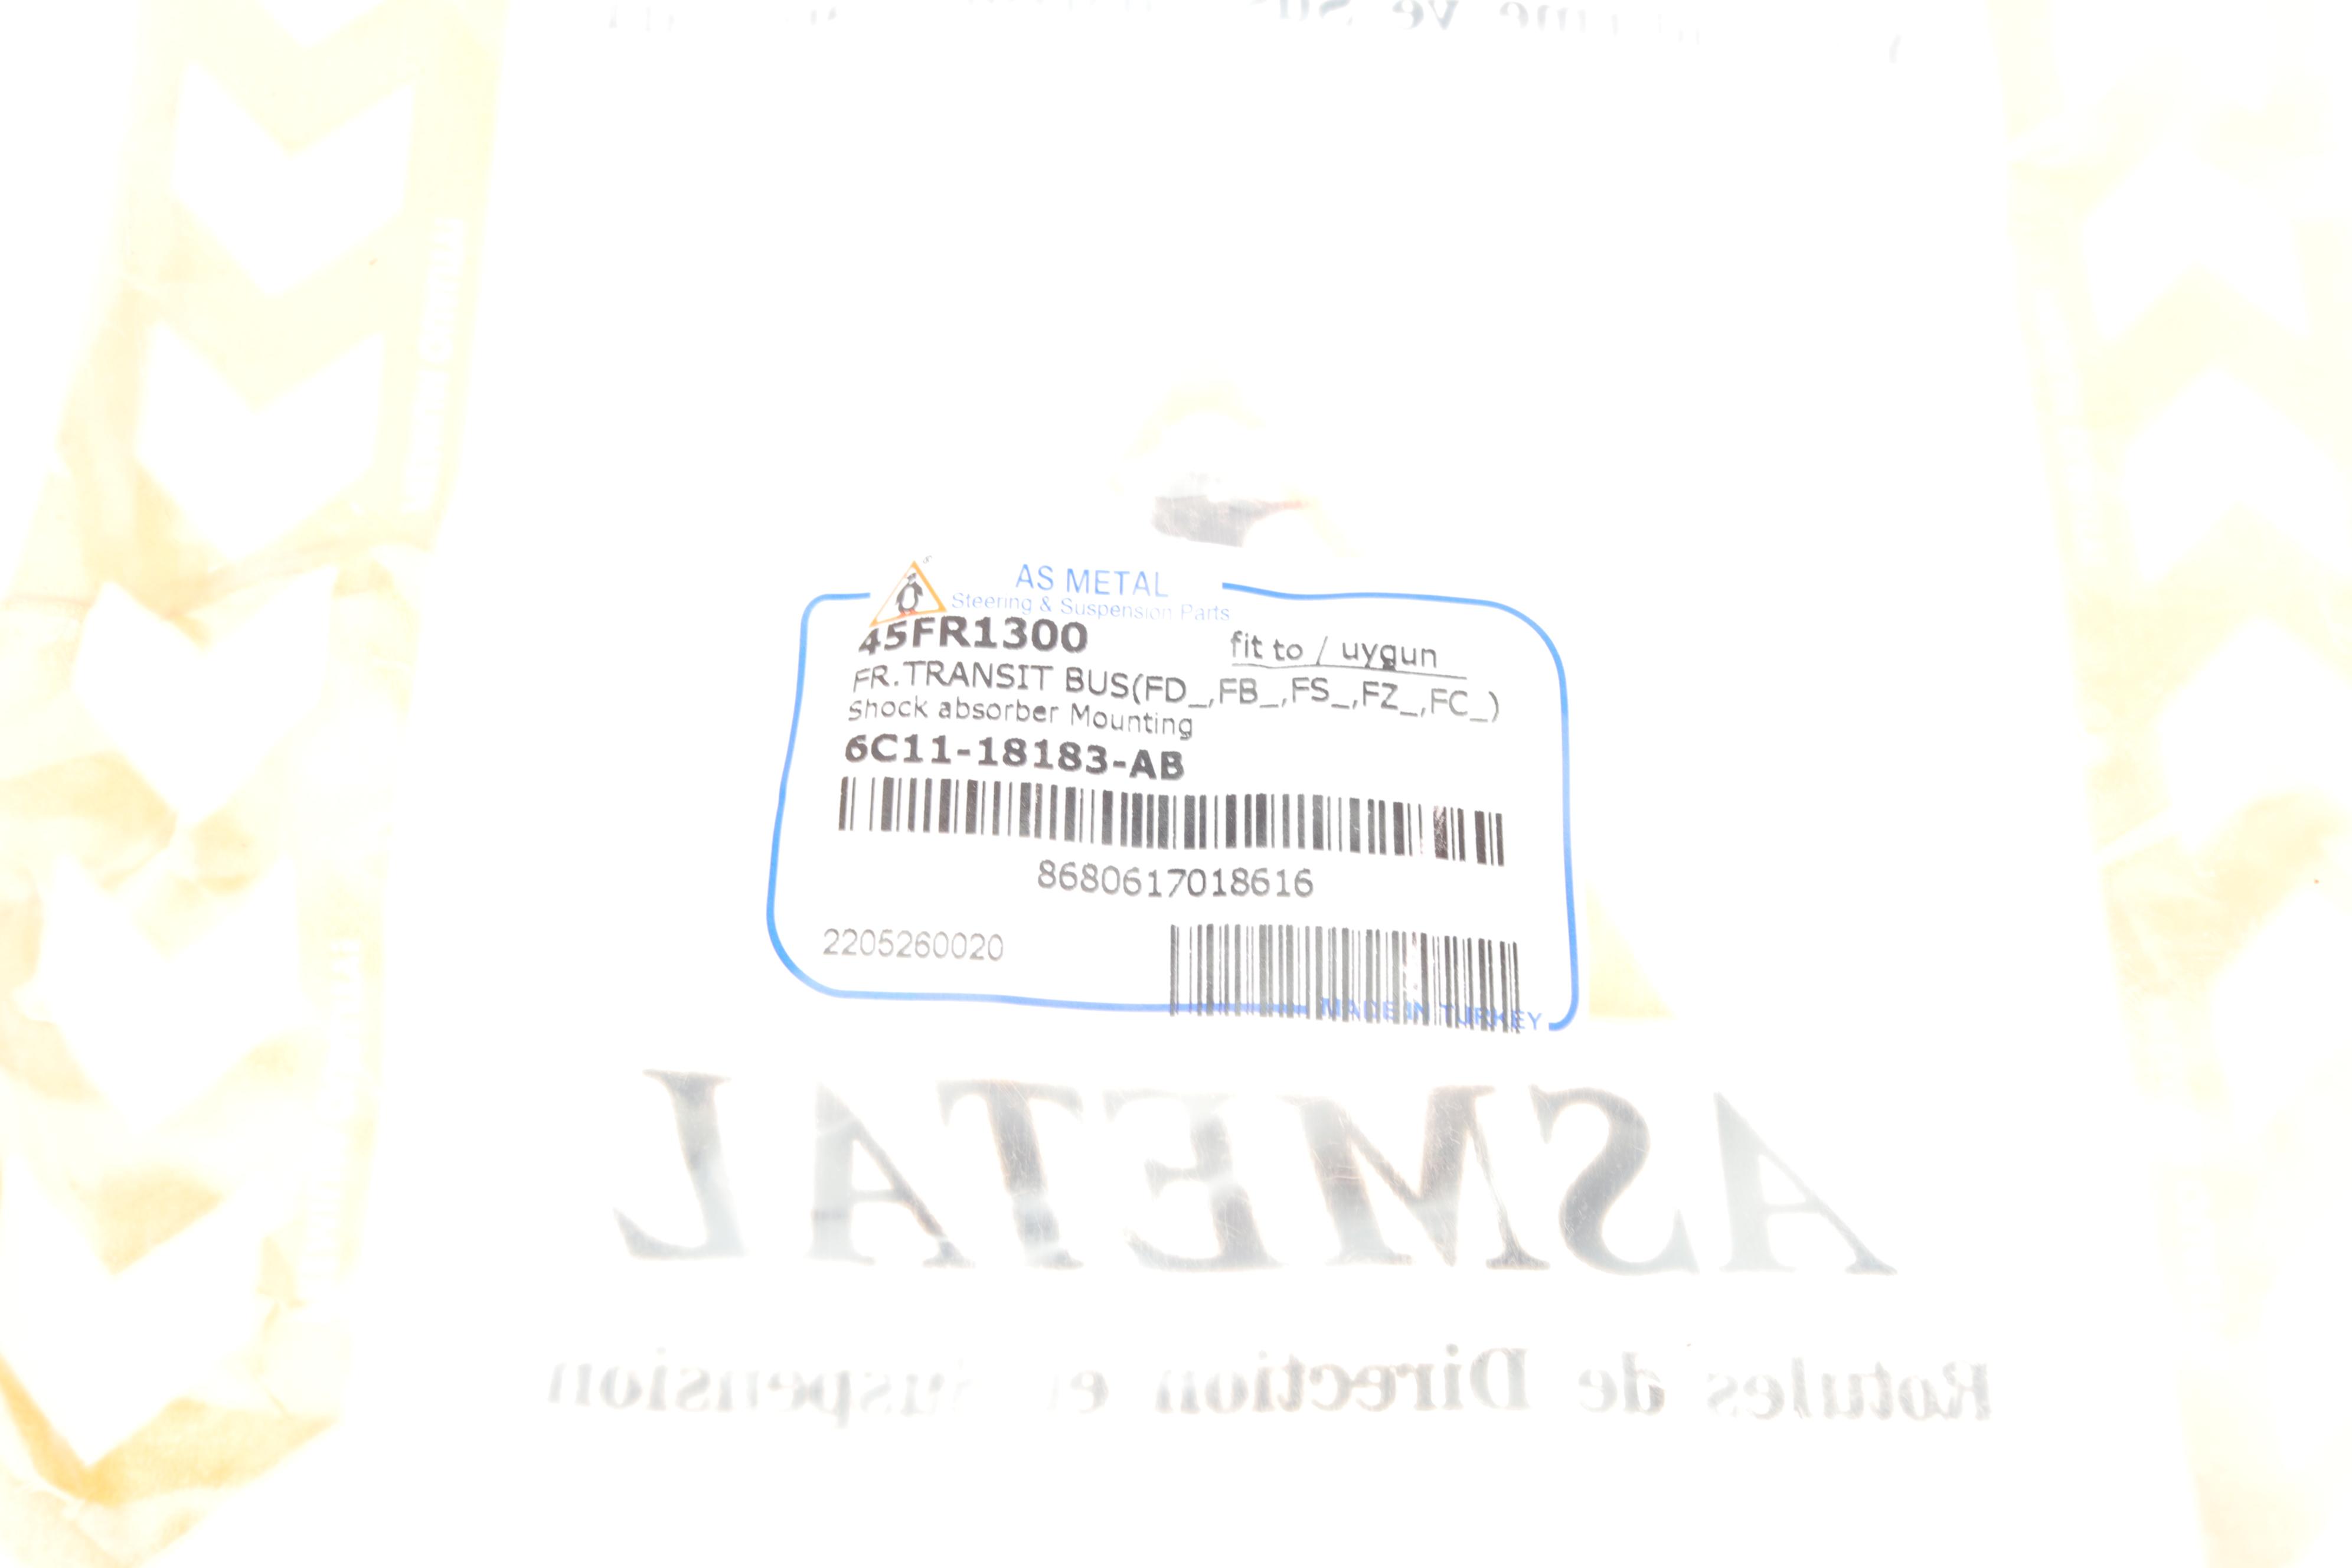 AS METAL
Steering & Suspension Parts
45FR1300
fit to / uygun
FR.TRANSIT BUS(FD_,FB_,FS_,FZ_,FC_)
Shock absorber Mounting
6C11-18183-AB
8680617018616
2205260020
MADE IN TURKEY
ASMETAL
Rotules de Direction et Suspension